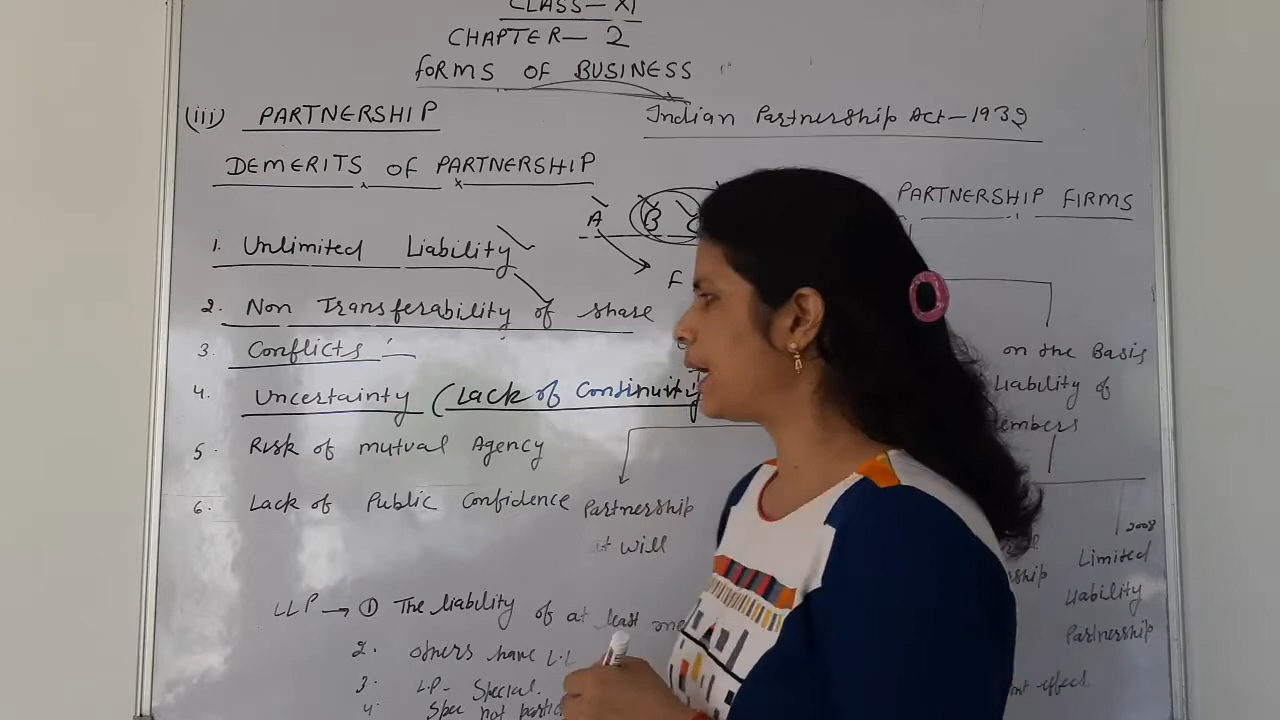 CLASS - XI
CHAPTER - 2
FORMS OF BUSINESS
(iii) PARTNERSHIP
Indian Partnership Act - 1932
DEMERITS OF PARTNERSHIP
1. Unlimited Liability
2. Non Transferability of share
3. Conflicts :-
4. Uncertainty (Lack of Continuity
5. Risk of mutual Agency
6. Lack of Public Confidence
A B
F
PARTNERSHIP FIRMS
on the Basis
Liability of
Partnership
at will
2008
Limited
Liability
Partnership
LLP → ① The liability of at least one
2. others have L.L
3. LP - Special.
4. not
effect